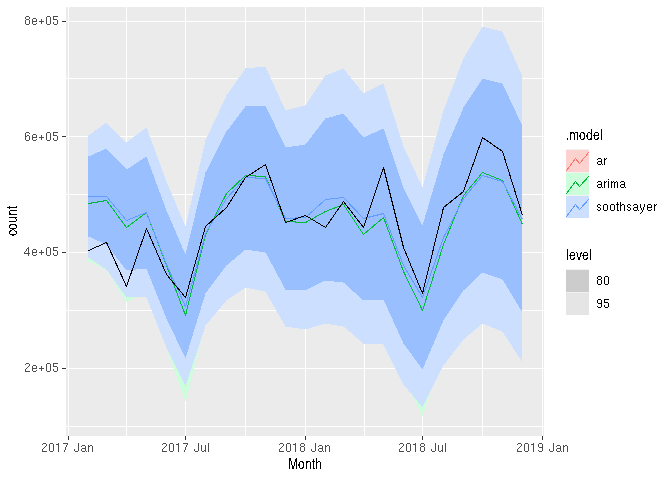 8e+05
6e+05
4e+05
2e+05
count
2017 Jan
2017 Jul
2018 Jan
2018 Jul
2019 Jan
Month
.model
ar
arima
soothsayer
level
80
95